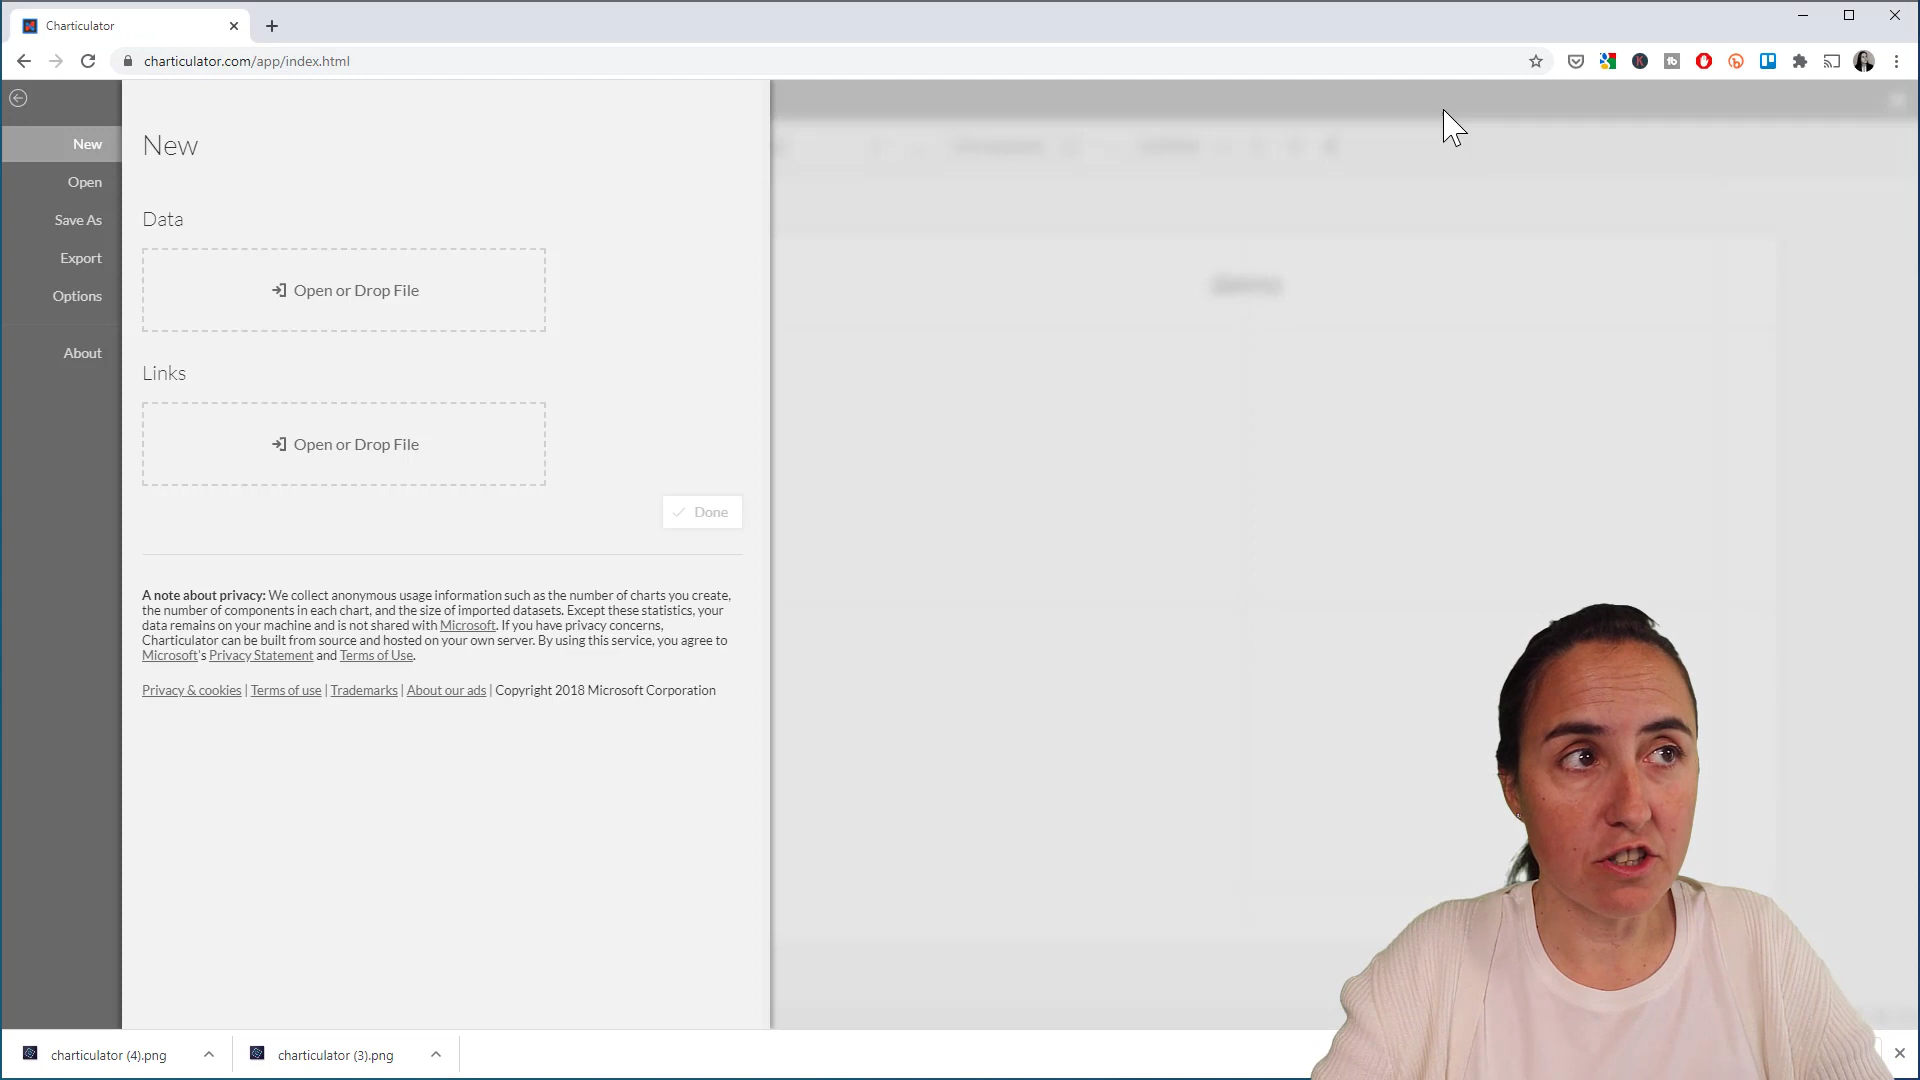 Charticulator
charticulator.com/app/index.html
New
Open
Save As
Export
Options
About
New
Data
Open or Drop File
Links
Open or Drop File
Done
A note about privacy: We collect anonymous usage information such as the number of charts you create,
the number of components in each chart, and the size of imported datasets. Except these statistics, your
data remains on your machine and is not shared with Microsoft. If you have privacy concerns,
Charticulator can be built from source and hosted on your own server. By using this service, you agree to
Microsoft's Privacy Statement and Terms of Use.
Privacy & cookies | Terms of use | Trademarks | About our ads | Copyright 2018 Microsoft Corporation
charticulator (4).png
charticulator (3).png